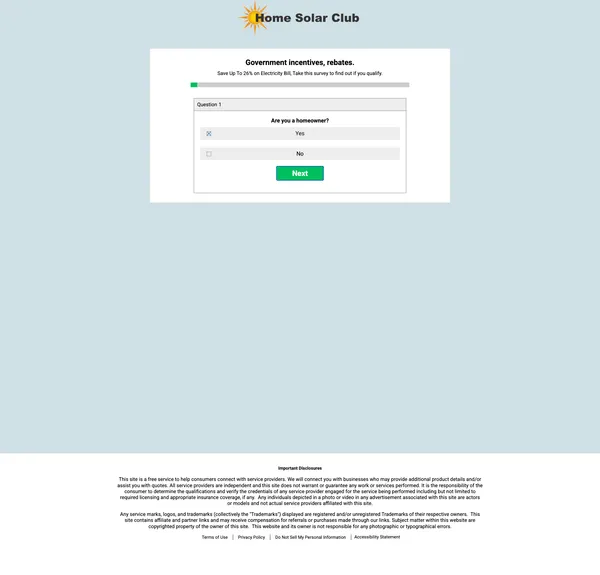 Home Solar Club
Government incentives, rebates.
Save Up To 26% on Electricity Bill, Take this survey to find out if you qualify.
Question 1
Are you a homeowner?
Yes
No
Next
Important Disclosures
This site is a free service to help consumers connect with service providers. We will connect you with businesses who may provide additional product details and/or
assist you with quotes. All service providers are independent and this site does not warrant or guarantee any work or services performed. It is the responsibility of the
consumer to determine the qualifications and verify the credentials of any service provider engaged for the service being performed including but not limited to
required licensing and appropriate insurance coverage, if any. Any individuals depicted in a photo or video in any advertisement associated with this site are actors
or models and not actual service providers affiliated with this site.
Any service marks, logos, and trademarks (collectively the "Trademarks") displayed are registered and/or unregistered Trademarks of their respective owners. This
site contains affiliate and partner links and may receive compensation for referrals or purchases made through our links. Subject matter within this website are
copyrighted property of the owner of this site. This website and its owner is not responsible for any photographic or typographical errors.
Terms of Use | Privacy Policy | Do Not Sell My Personal Information | Accessibility Statement